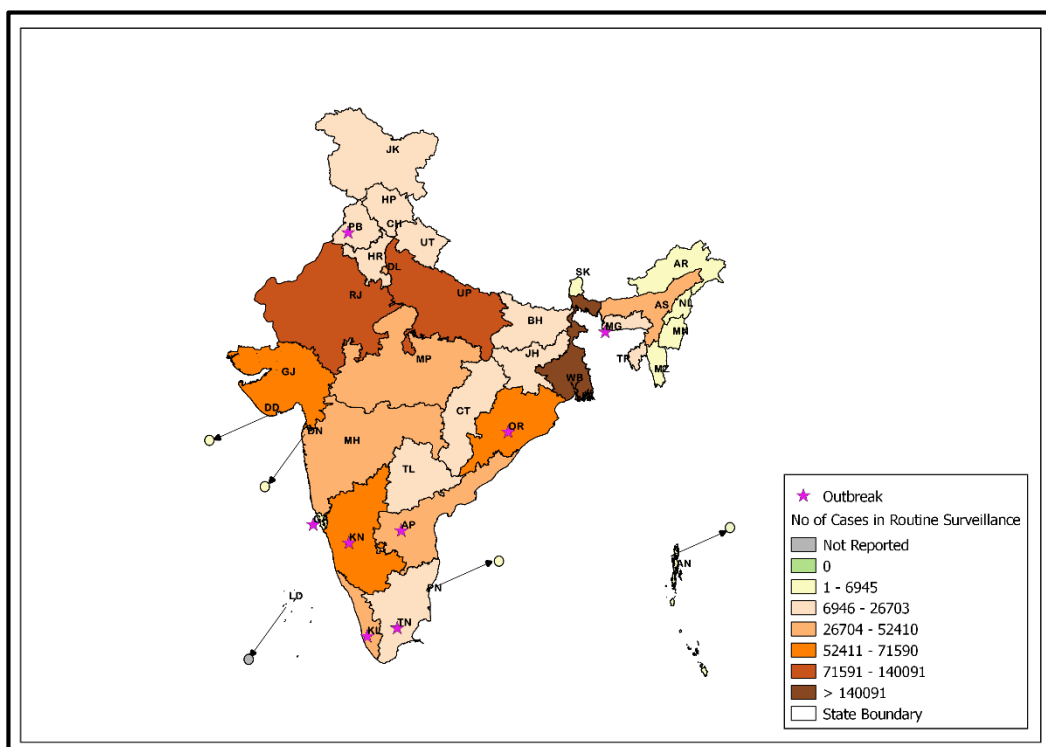 JK
HP
PB
CH
UT
HR
DL
SK
AR
RJ
UP
AS
NL
BH
MG
MN
JH
TR
MP
MZ
GJ
WB
CT
DD
OR
DN
MH
TL
GA
AP
KN
AN
PN
LD
TN
KL
Outbreak
No of Cases in Routine Surveillance
Not Reported
0
1 - 6945
6946 - 26703
26704 - 52410
52411 - 71590
71591 - 140091
> 140091
State Boundary